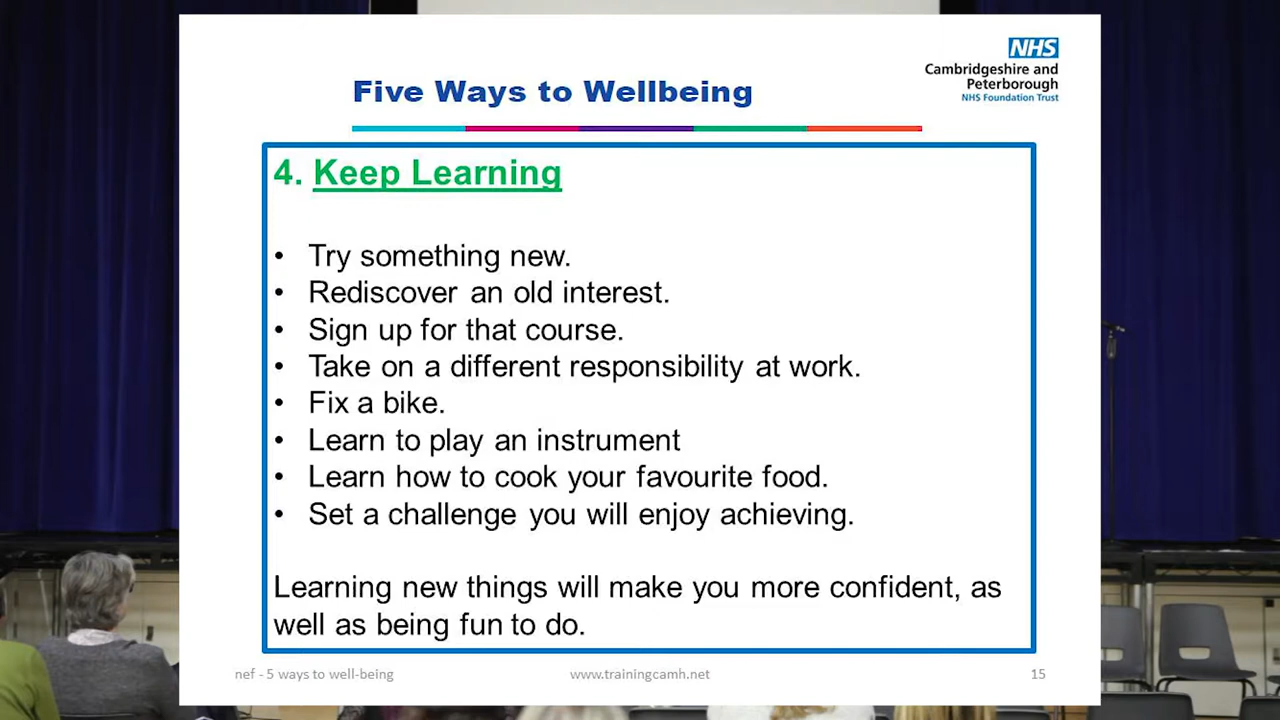 NHS
Cambridgeshire and
Peterborough
NHS Foundation Trust
Five Ways to Wellbeing
4. Keep Learning
• Try something new.
• Rediscover an old interest.
• Sign up for that course.
• Take on a different responsibility at work.
• Fix a bike.
• Learn to play an instrument
• Learn how to cook your favourite food.
• Set a challenge you will enjoy achieving.
Learning new things will make you more confident, as
well as being fun to do.
nef - 5 ways to well-being
www.trainingcamh.net
15